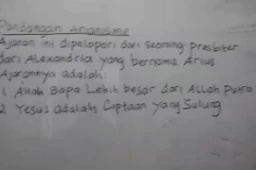 Pandangan Arianisme
Ajaran ini dipelopori dari seorang presbiter
dari Alexandria yang bernama Arius
Ajarannya adalah:
1 Allah Bapa Lebih besar dari Allah Putra
2 Yesus adalah Ciptaan yang Sulung